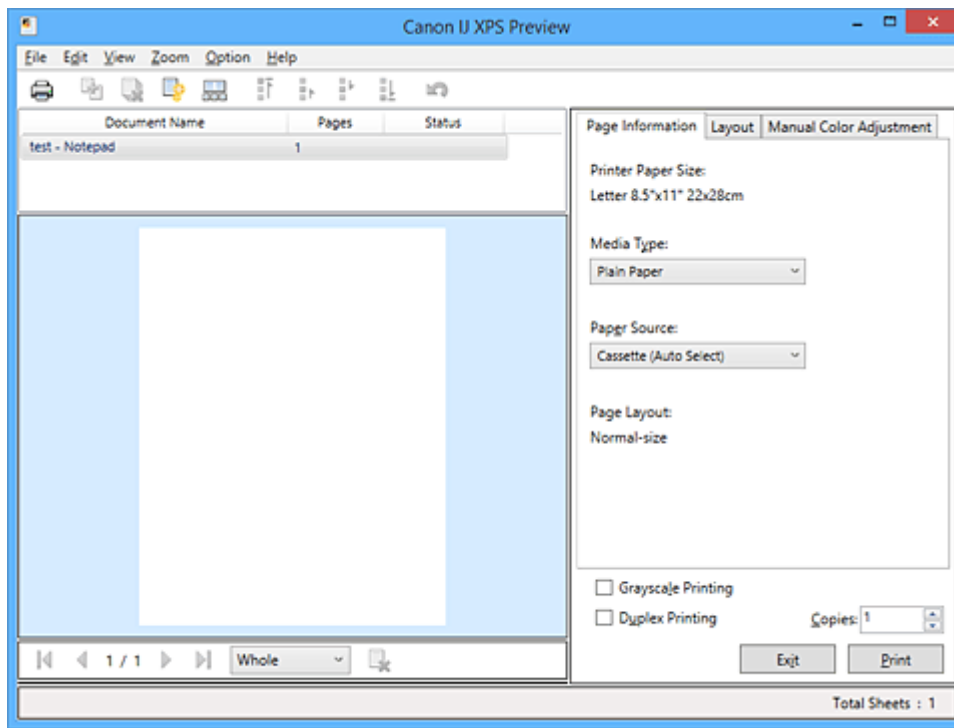 Canon IJ XPS Preview
File Edit View Zoom Option Help
Document Name Pages Status
test - Notepad 1
Page Information Layout Manual Color Adjustment
Printer Paper Size:
Letter 8.5"x11" 22x28cm
Media Type:
Plain Paper
Paper Source:
Cassette (Auto Select)
Page Layout:
Normal-size
Grayscale Printing
Duplex Printing
Copies: 1
1 / 1
Whole
Exit
Print
Total Sheets : 1